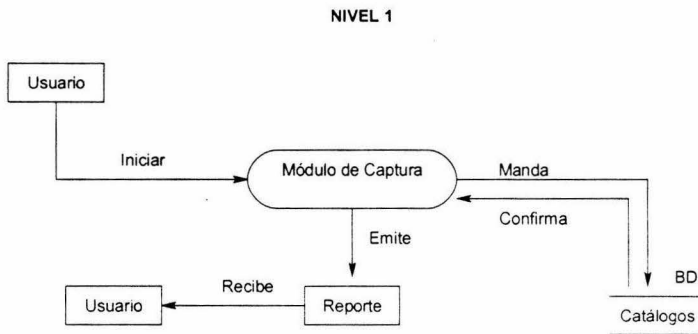 NIVEL 1
Usuario
Iniciar
Módulo de Captura
Manda
Confirma
Emite
BD
Recibe
Usuario
Reporte
Catálogos